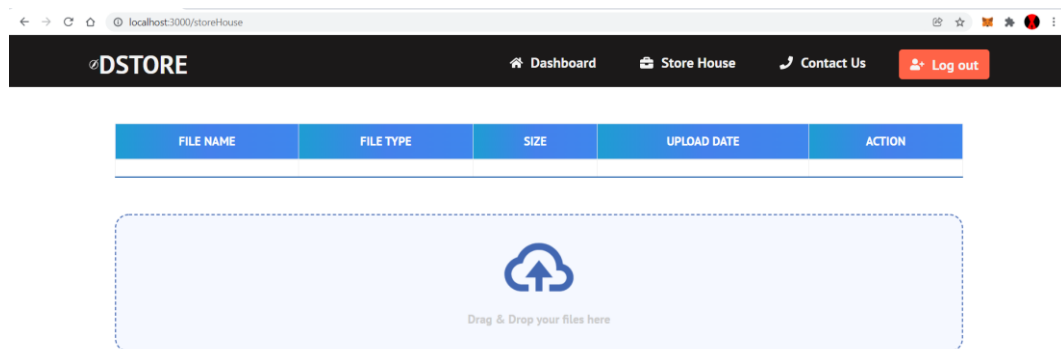 localhost:3000/storeHouse
DSTORE Dashboard Store House Contact Us Log out
FILE NAME FILE TYPE SIZE UPLOAD DATE ACTION
Drag & Drop your files here